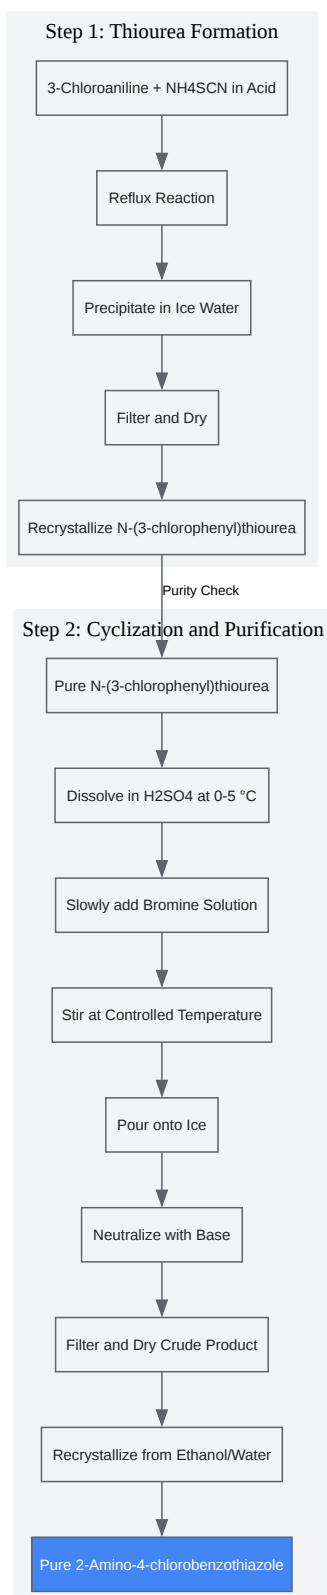 Step 1: Thiourea Formation
3-Chloroaniline + NH4SCN in Acid
Reflux Reaction
Precipitate in Ice Water
Filter and Dry
Recrystallize N-(3-chlorophenyl)thiourea
Purity Check
Step 2: Cyclization and Purification
Pure N-(3-chlorophenyl)thiourea
Dissolve in H2SO4 at 0-5 °C
Slowly add Bromine Solution
Stir at Controlled Temperature
Pour onto Ice
Neutralize with Base
Filter and Dry Crude Product
Recrystallize from Ethanol/Water
Pure 2-Amino-4-chlorobenzothiazole